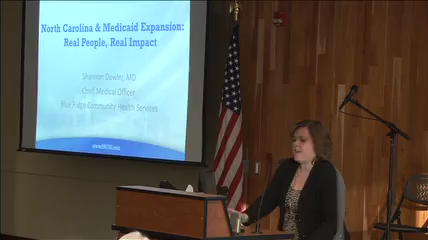 North Carolina & Medicaid Expansion:
Real People, Real Impact
Shannon Dowler, MD
Chief Medical Officer
Blue Ridge Community Health Services